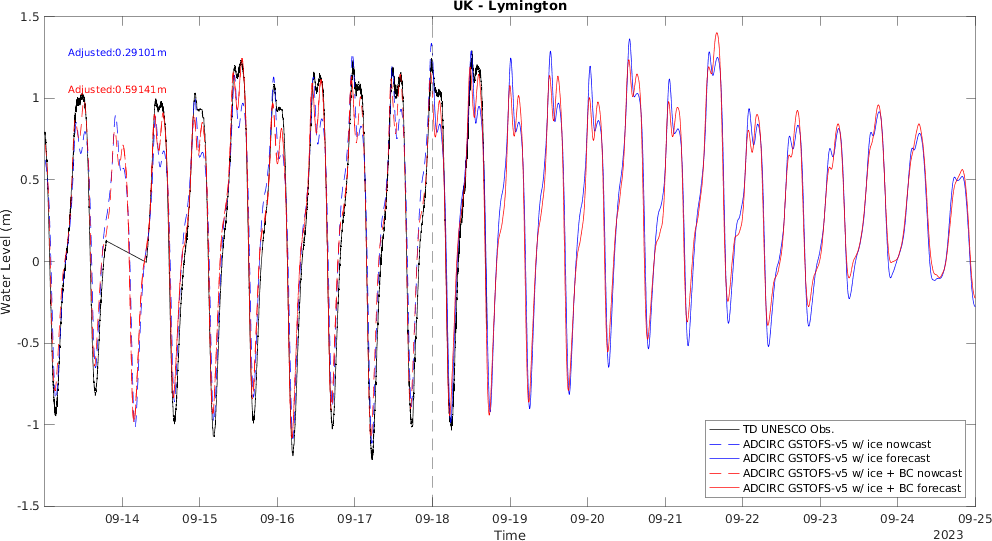 UK - Lymington
Adjusted:0.29101m
Adjusted:0.59141m
Water Level (m)
1.5
1
0.5
0
-0.5
-1
-1.5
TD UNESCO Obs.
ADCIRC GSTOFS-v5 w/ ice nowcast
ADCIRC GSTOFS-v5 w/ ice forecast
ADCIRC GSTOFS-v5 w/ ice + BC nowcast
ADCIRC GSTOFS-v5 w/ ice + BC forecast
09-14 09-15 09-16 09-17 09-18 09-19 09-20 09-21 09-22 09-23 09-24 09-25
Time
2023